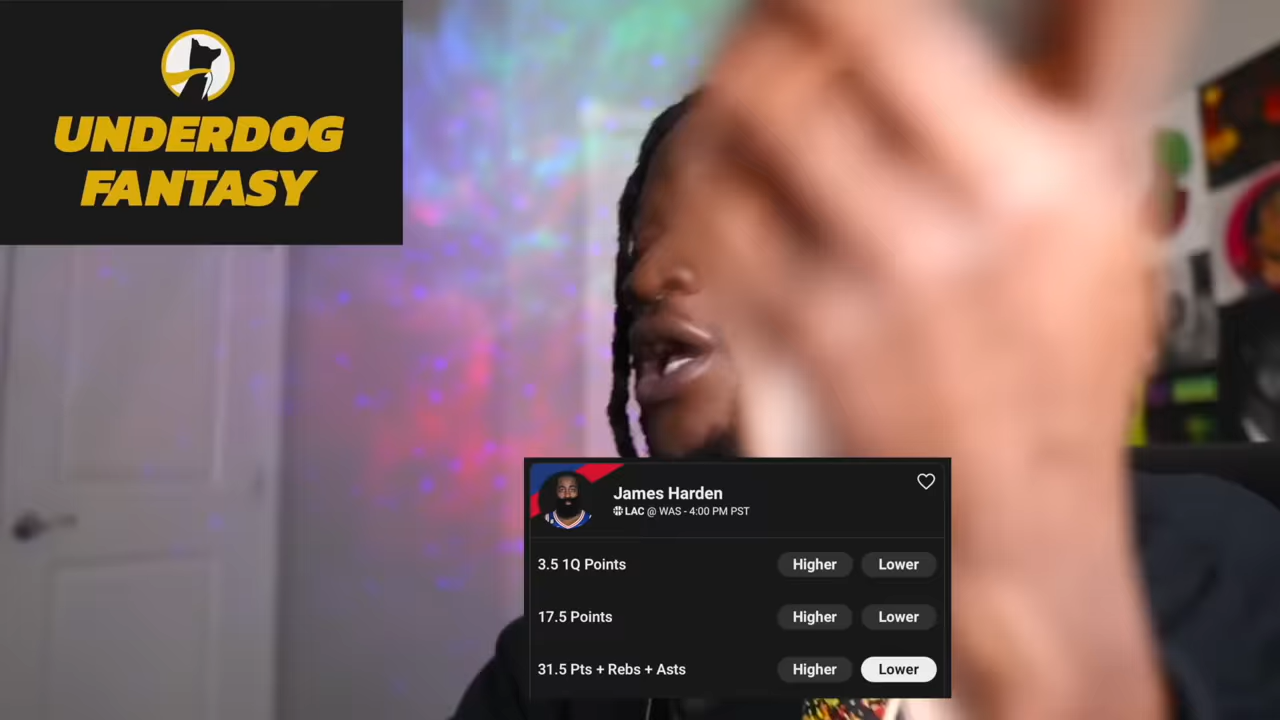 UNDERDOG
FANTASY
James Harden
LAC @ WAS - 4:00 PM PST
3.5 1Q Points Higher Lower
17.5 Points Higher Lower
31.5 Pts + Rebs + Asts Higher Lower